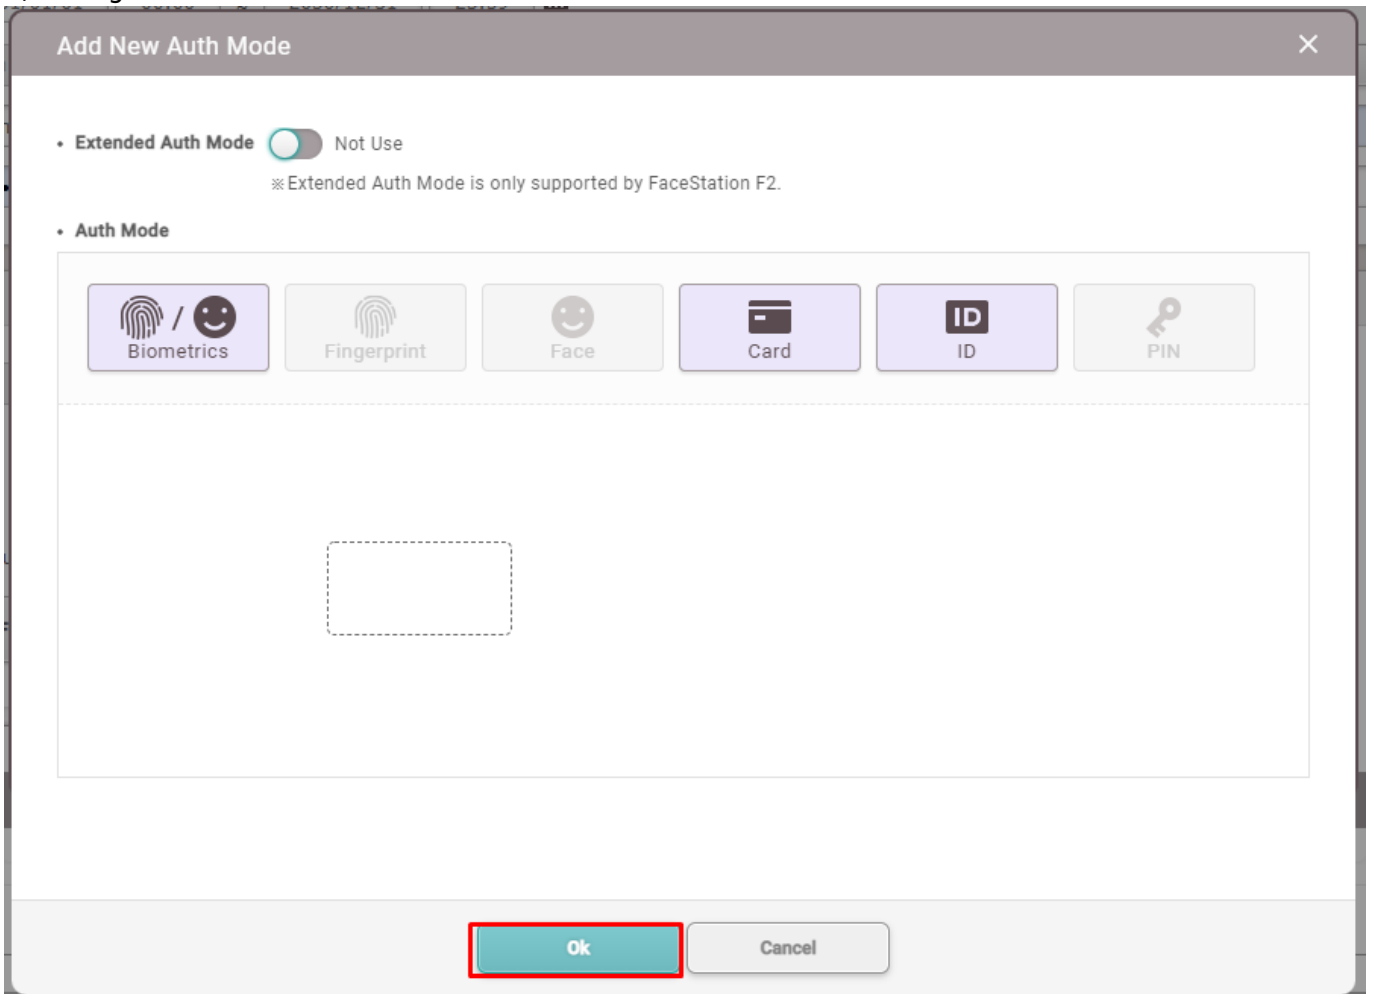 Add New Auth Mode
• Extended Auth Mode Not Use
※Extended Auth Mode is only supported by FaceStation F2.
• Auth Mode
/
Biometrics Fingerprint Face Card ID ID PIN
Ok Cancel